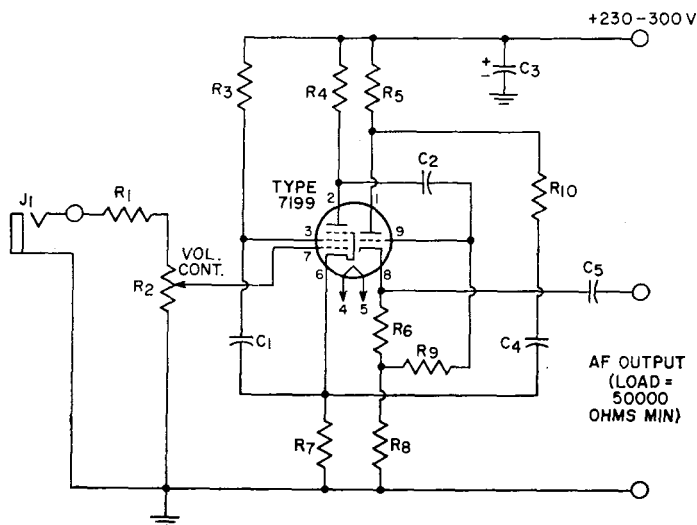 +230-300 V
R3
R4
R5
+
-
C3
C2
J1
R1
TYPE
7199
2
1
R10
3
9
VOL.
CONT.
7
6
8
R2
4
5
C5
C1
R6
R9
C4
AF OUTPUT
(LOAD =
50000
OHMS MIN)
R7
R8